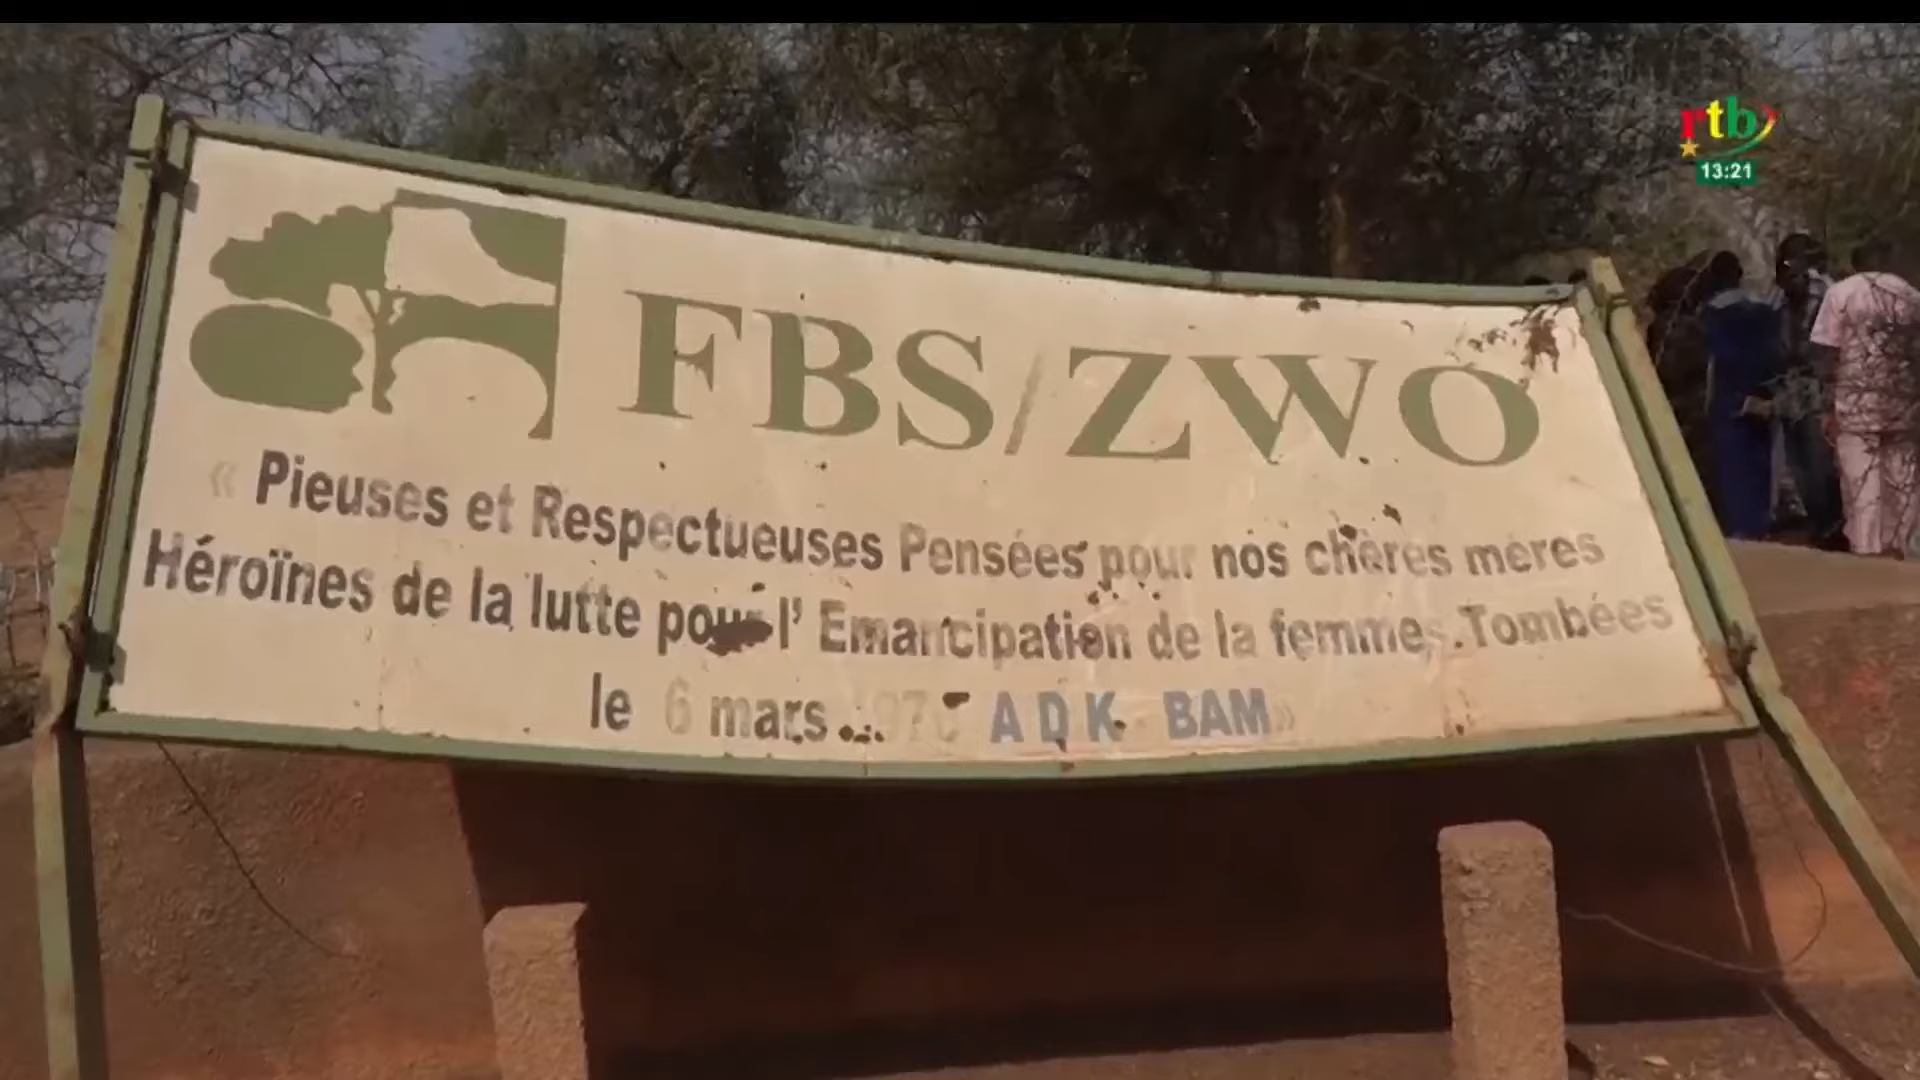 rtb
13:21
FBS/ZWO
« Pieuses et Respectueuses Pensées pour nos chères mères
Héroïnes de la lutte pour l' Emancipation de la femme, Tombées
le 6 mars A D K BAM»